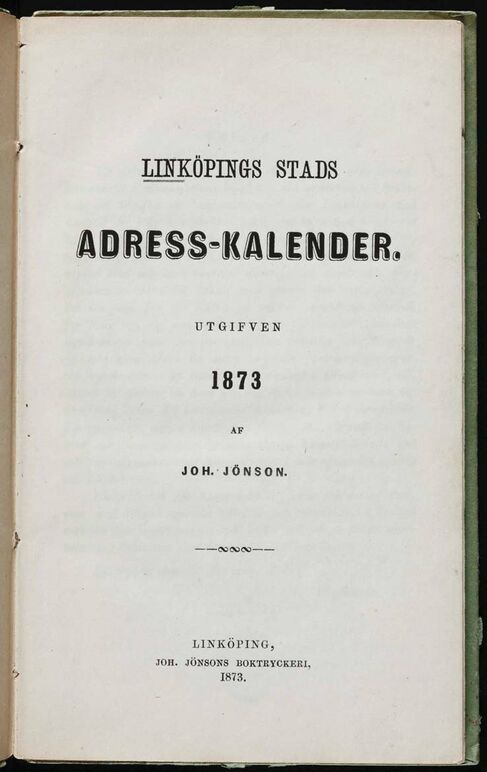 LINKÖPINGS STADS
ADRESS-KALENDER.
UTGIFVEN
1873
AF
JOH. JÖNSON.
LINKÖPING,
JOH. JÖNSONS BOKTRYCKERI,
1873.